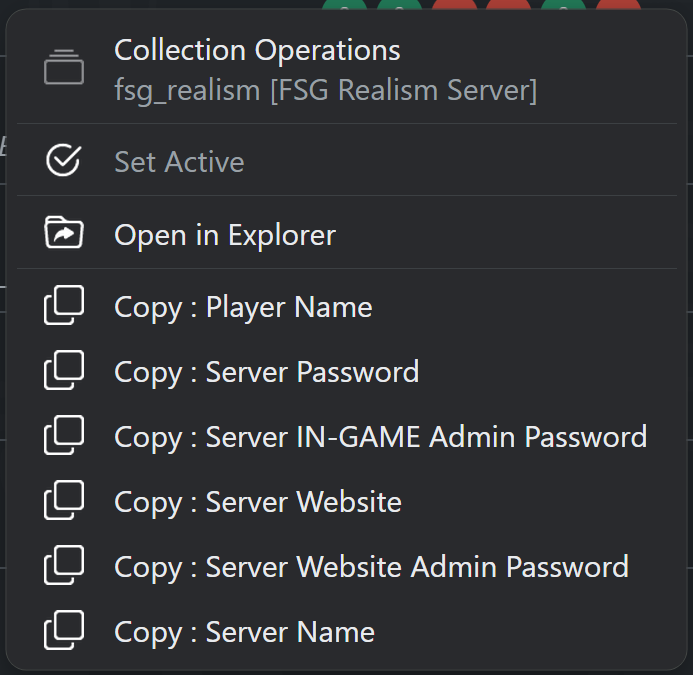 Collection Operations
fsg_realism [FSG Realism Server]
Set Active
Open in Explorer
Copy : Player Name
Copy : Server Password
Copy : Server IN-GAME Admin Password
Copy : Server Website
Copy : Server Website Admin Password
Copy : Server Name